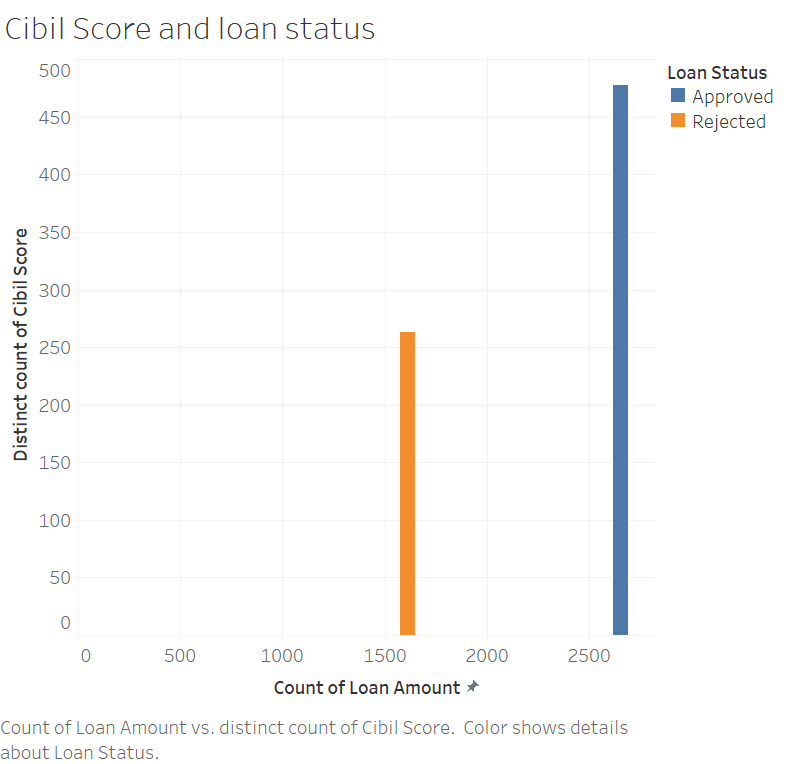 Cibil Score and loan status
500
450
400
350
300
250
200
150
100
50
0
Distinct count of Cibil Score
0 500 1000 1500 2000 2500
Count of Loan Amount
Loan Status
Approved
Rejected
Count of Loan Amount vs. distinct count of Cibil Score. Color shows details
about Loan Status.